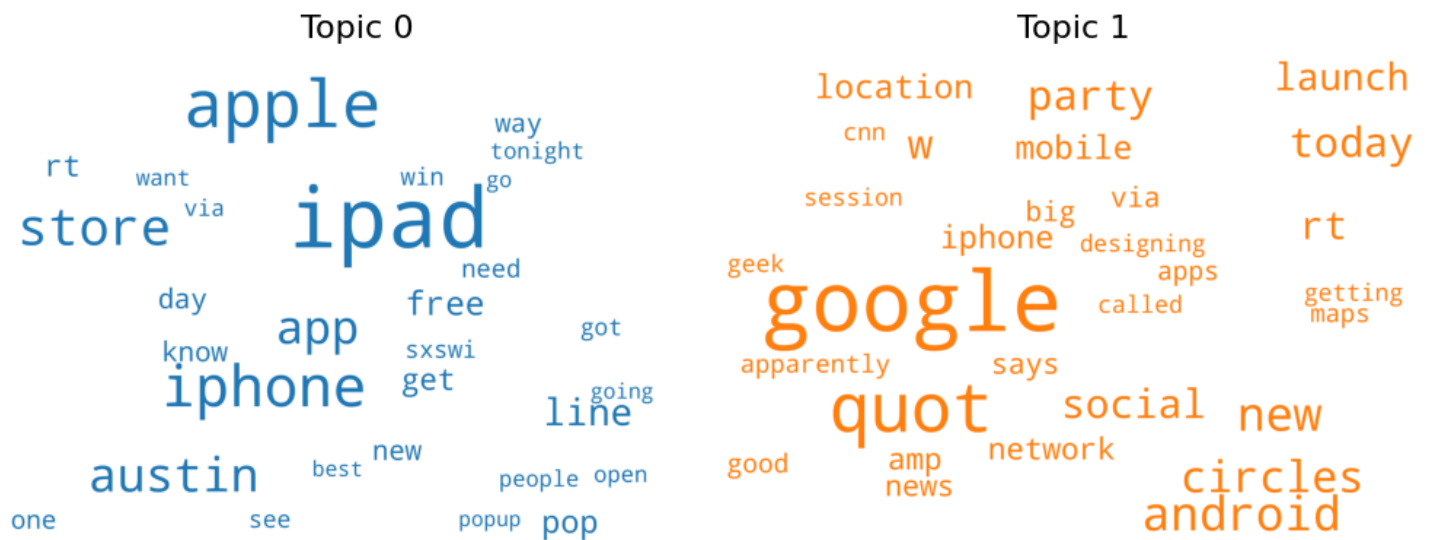 Topic 0
apple
way
tonight
rt
want
win
go
via
store
ipad
need
day
free
app
got
know
sxswi
iphone
get
going
line
new
austin
best
people
open
one
see
popup
pop
Topic 1
launch
location
party
cnn
w
mobile
today
session
via
big
rt
iphone
designing
geek
apps
google
called
getting
maps
apparently
says
quot
social
new
network
good
amp
news
circles
android